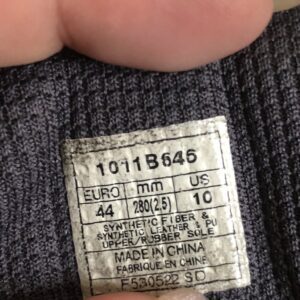 1011B646
EURO mm US
44 280(2.5) 10
SYNTHETIC FIBER &
SYNTHETIC LEATHER & PU
UPPER/RUBBER SOLE
MADE IN CHINA
FABRIQUE EN CHINE
F530522 SD